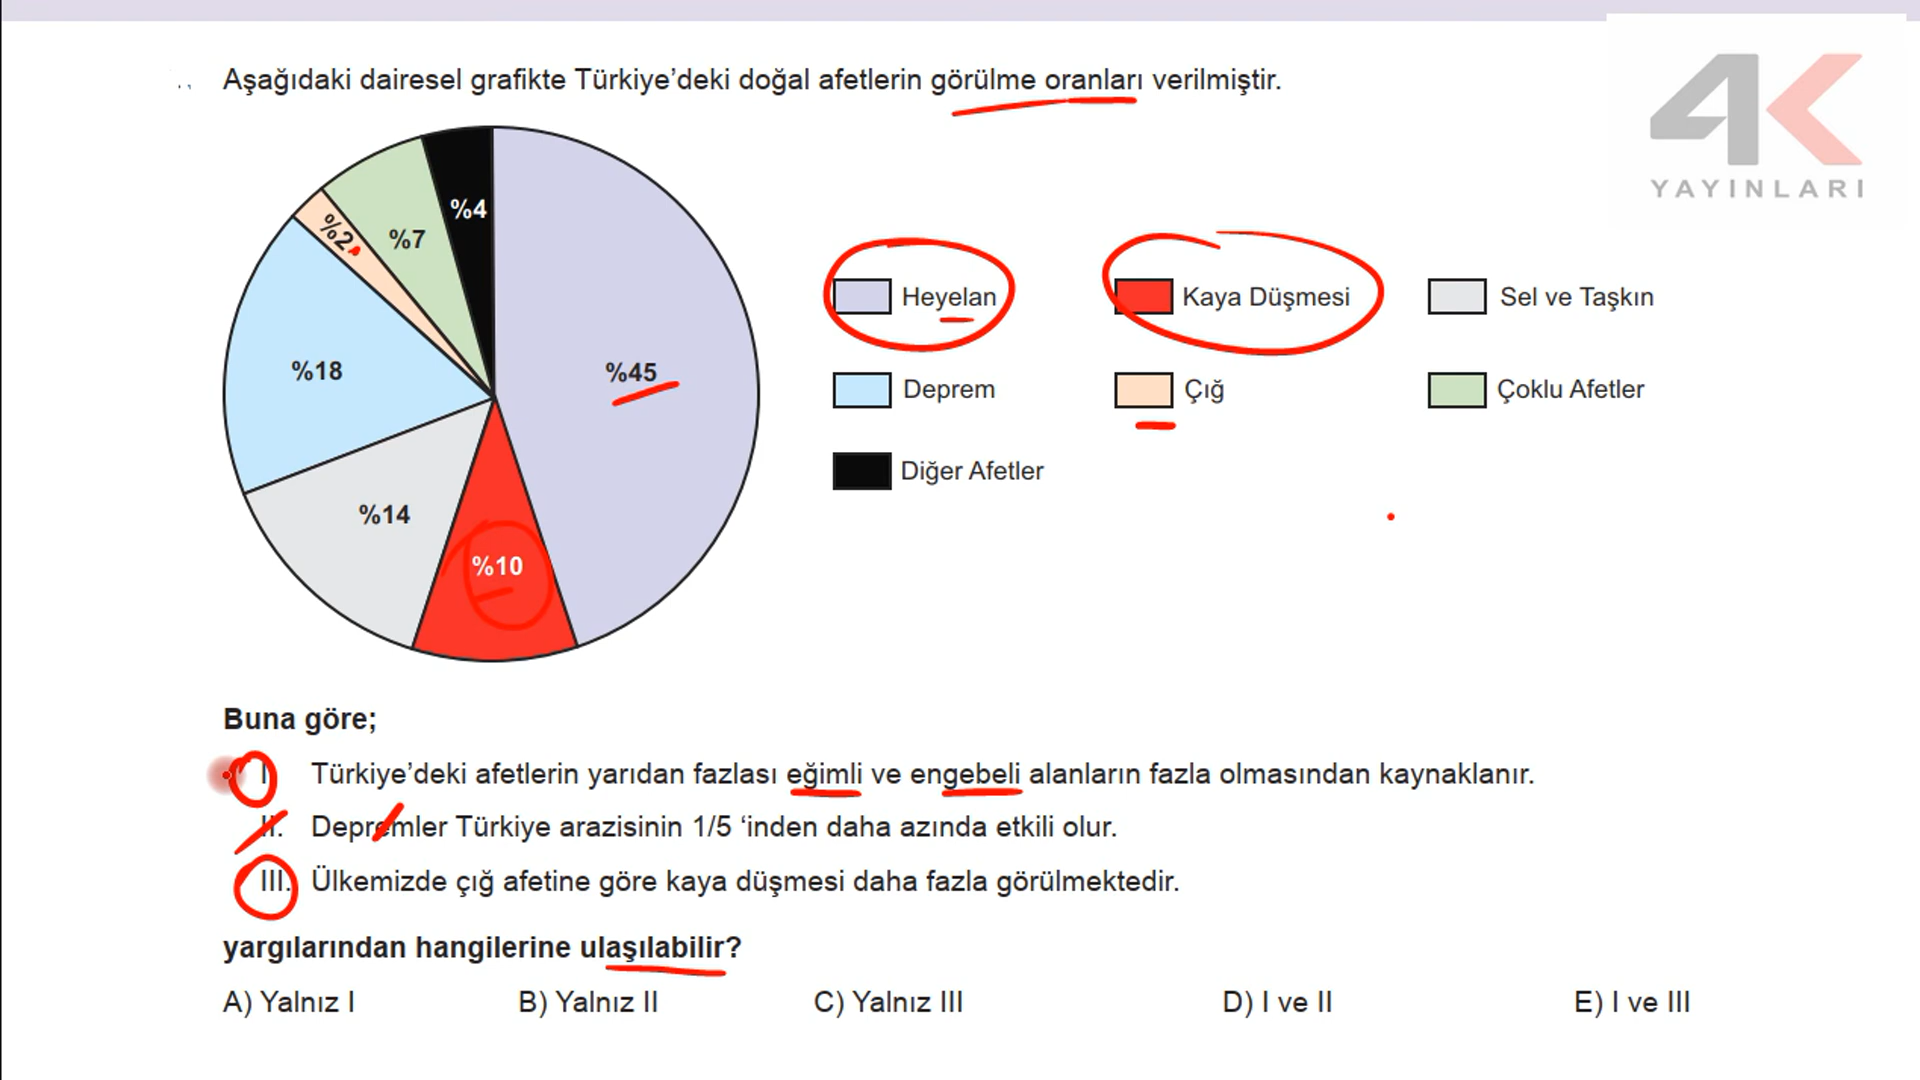 4K
YAYINLARI
Aşağıdaki dairesel grafikte Türkiye’deki doğal afetlerin görülme oranları verilmiştir.
%4
%2
%7
%18
%45
%14
%10
Heyelan
Kaya Düşmesi
Sel ve Taşkın
Deprem
Çığ
Çoklu Afetler
Diğer Afetler
Buna göre;
I. Türkiye’deki afetlerin yarıdan fazlası eğimli ve engebeli alanların fazla olmasından kaynaklanır.
II. Depremler Türkiye arazisinin 1/5 ‘inden daha azında etkili olur.
III. Ülkemizde çığ afetine göre kaya düşmesi daha fazla görülmektedir.
yargılarından hangilerine ulaşılabilir?
A) Yalnız I B) Yalnız II C) Yalnız III D) I ve II E) I ve III